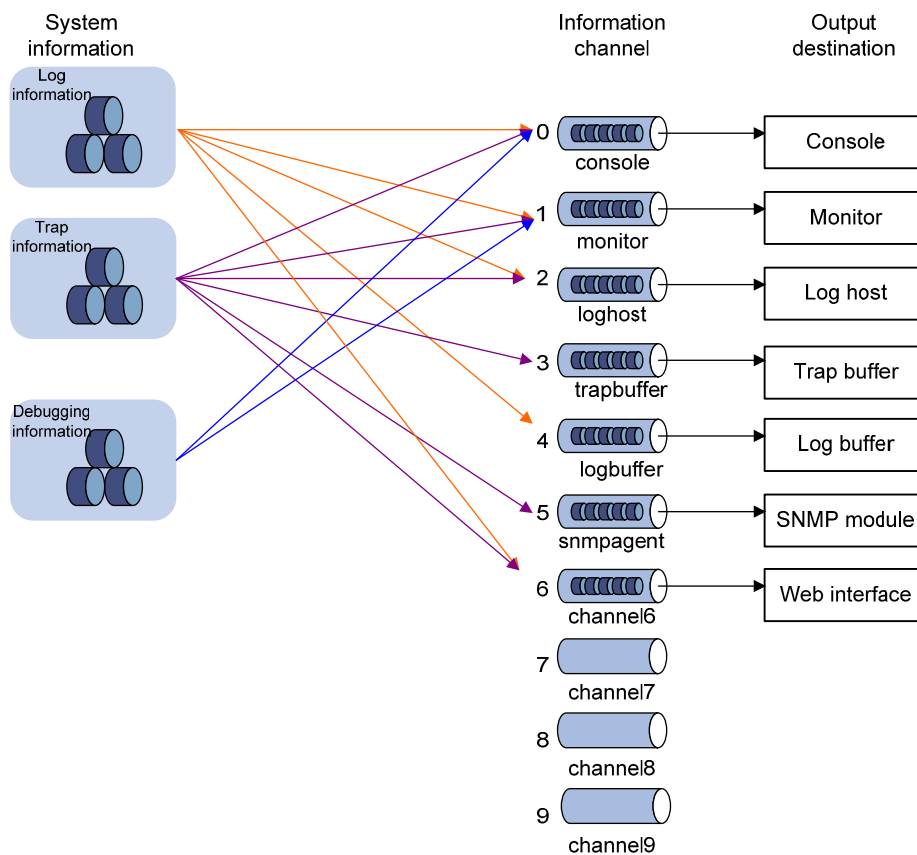 System
information
Information
channel
Output
destination
Log
information
Trap
information
Debugging
information
0
console
Console
1
monitor
Monitor
2
loghost
Log host
3
trapbuffer
Trap buffer
4
logbuffer
Log buffer
5
snmpagent
SNMP module
6
channel6
Web interface
7
channel7
8
channel8
9
channel9